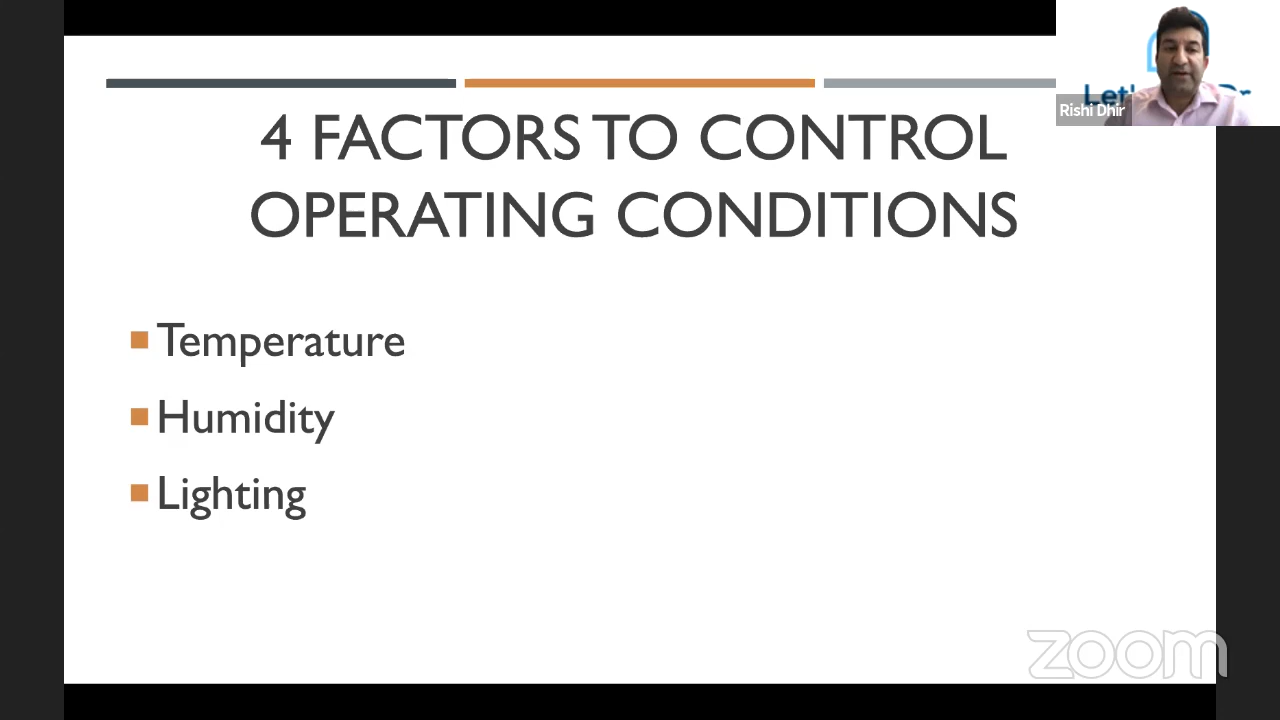 4 FACTORS TO CONTROL
OPERATING CONDITIONS
Temperature
Humidity
Lighting
Rishi Dhir
zoom